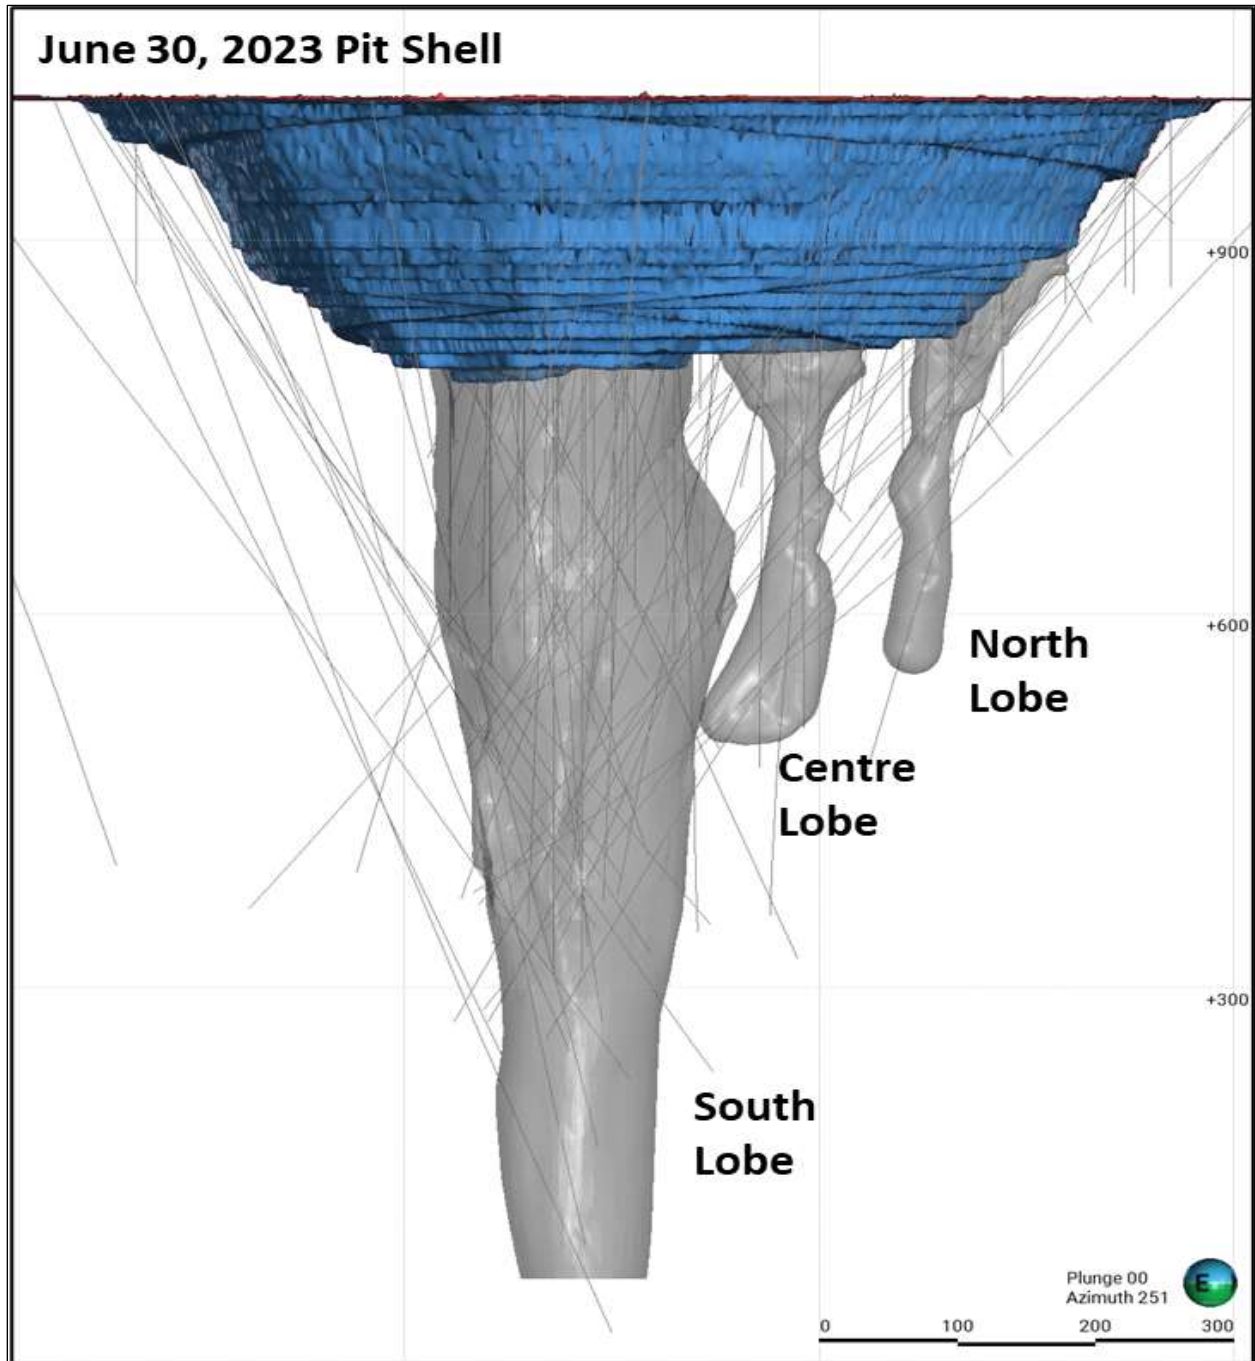 June 30, 2023 Pit Shell
+900
+600
North
Lobe
Centre
Lobe
+300
South
Lobe
Plunge 00
Azimuth 251
E
0 100 200 300